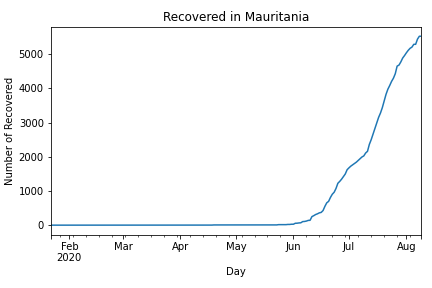 Recovered in Mauritania
Number of Recovered
5000
4000
3000
2000
1000
0
Feb Mar Apr May Jun Jul Aug
2020
Day